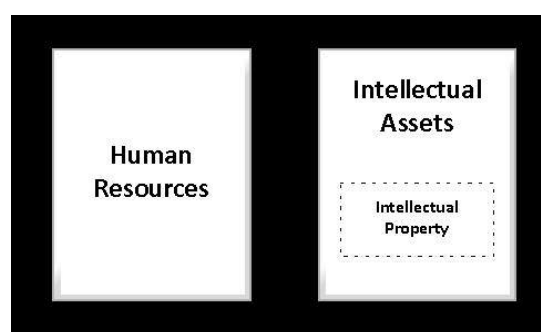 Human
Resources
Intellectual
Assets
Intellectual
Property